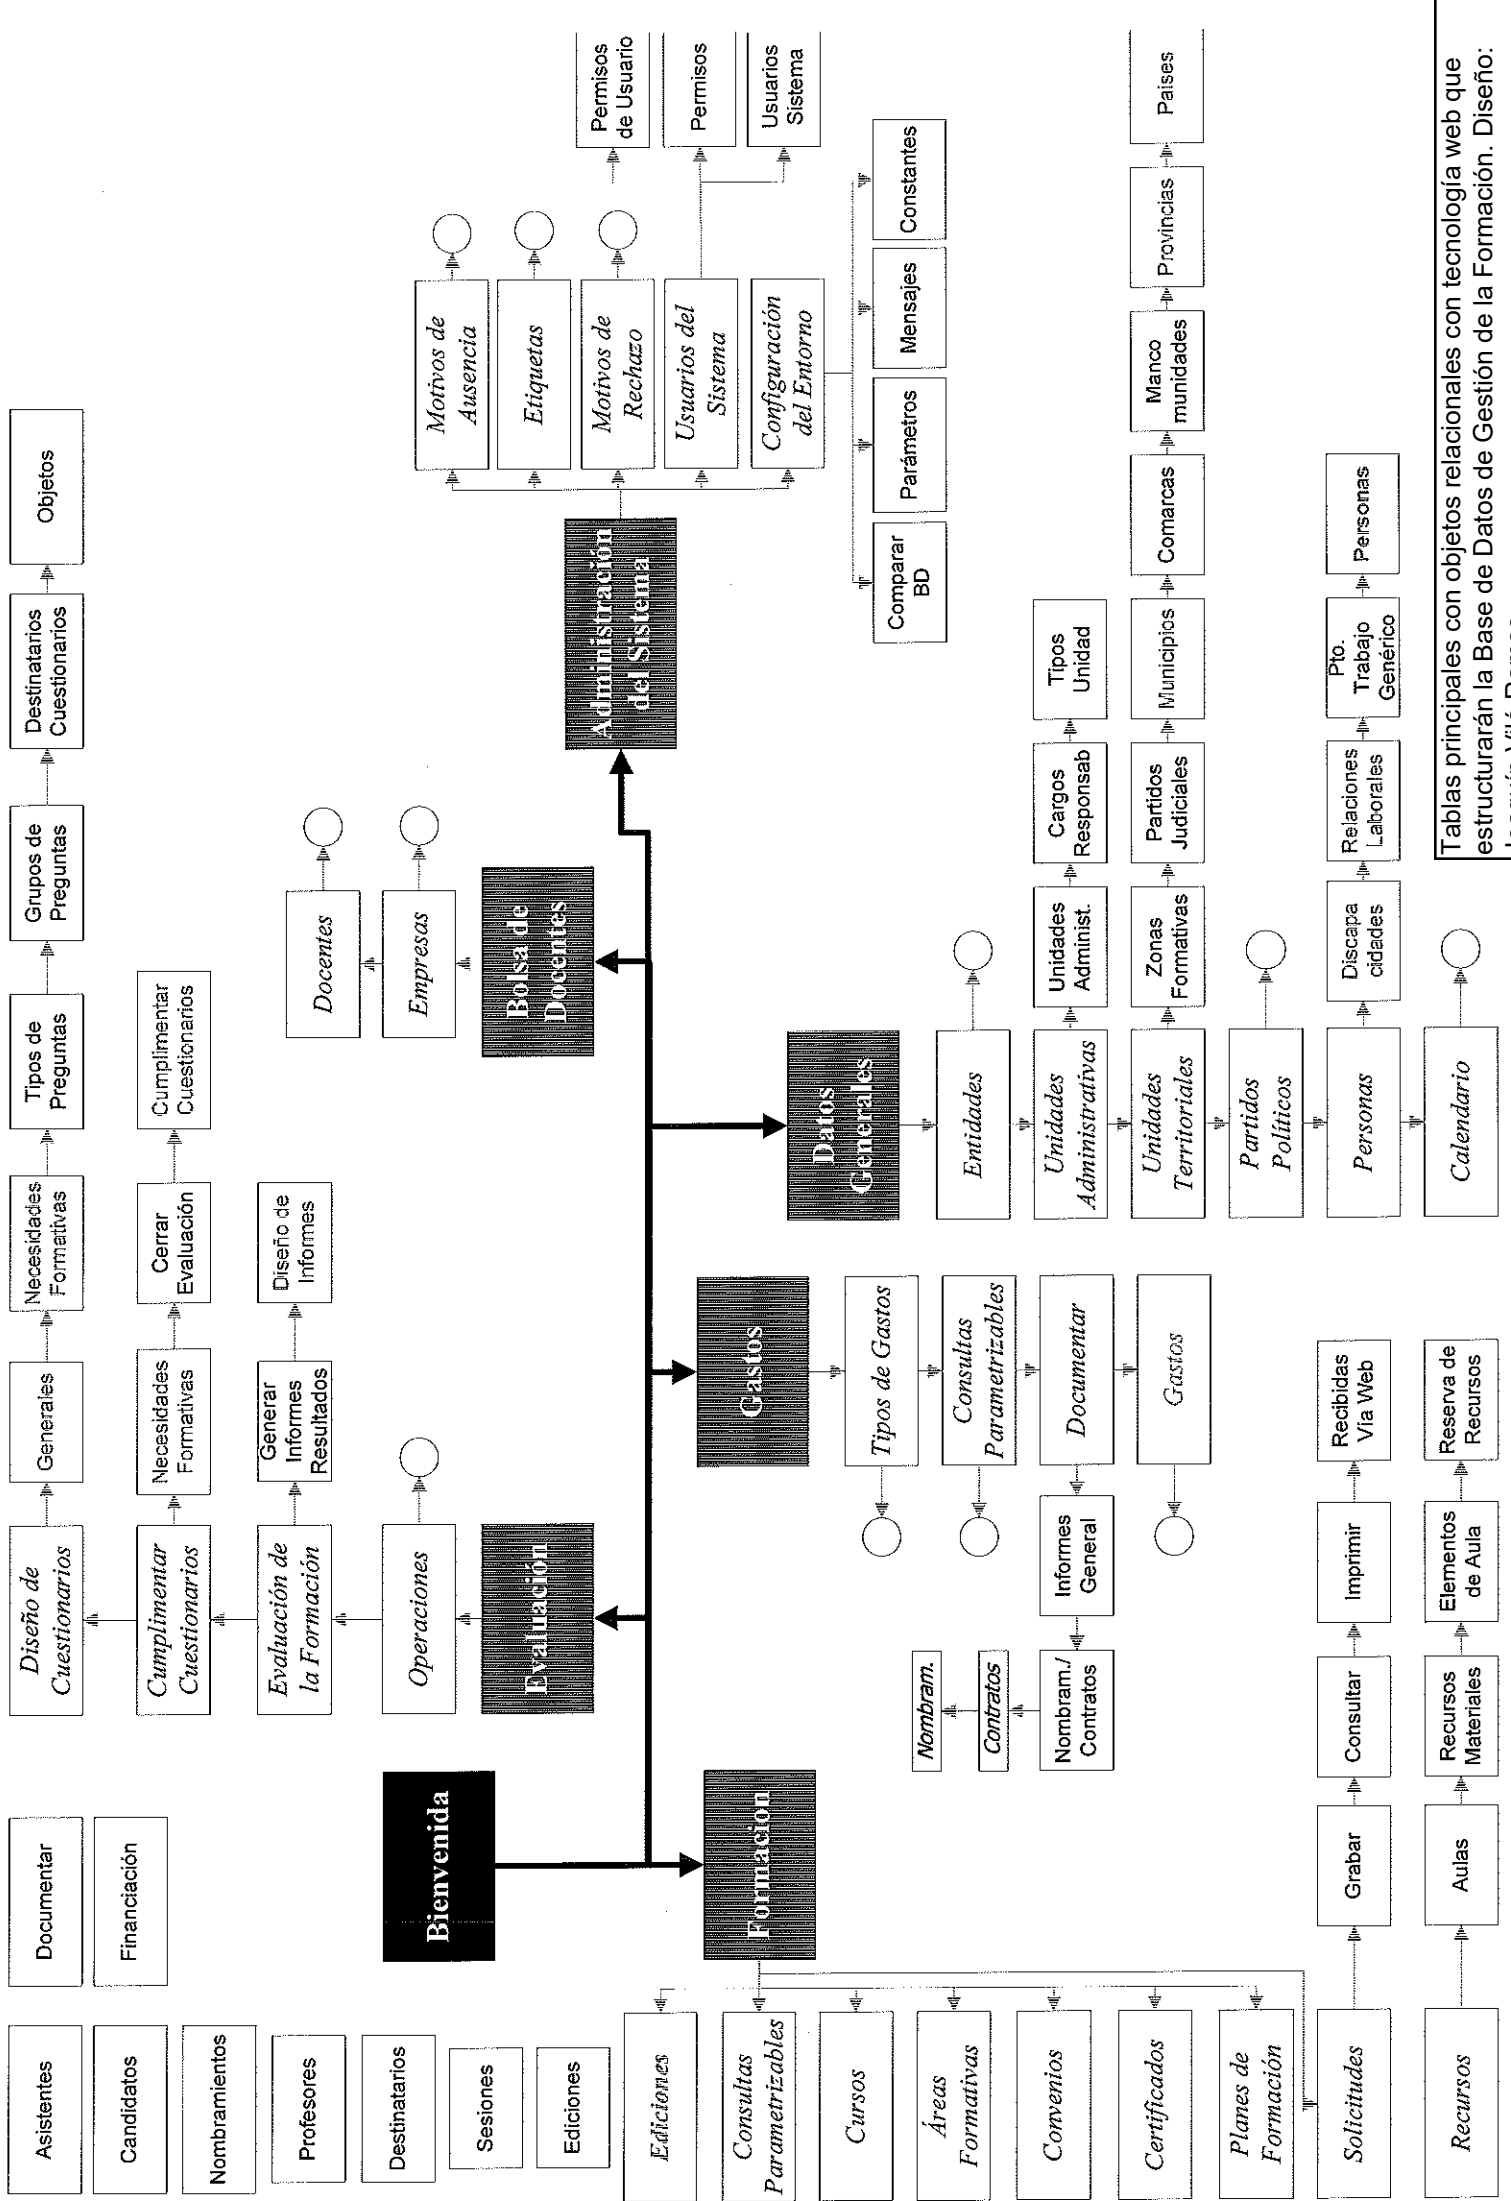 Asistentes
Documentar
Candidatos
Financiación
Nombramientos
Profesores
Destinatarios
Sesiones
Ediciones
Bienvenida
Diseño de
Cuestionarios
Generales
Necesidades
Formativas
Tipos de
Preguntas
Grupos de
Preguntas
Destinatarios
Cuestionarios
Objetos
Cumplimentar
Cuestionarios
Necesidades
Formativas
Cerrar
Evaluación
Cumplimentar
Cuestionarios
Evaluación de
la Formación
Generar
Informes
Resultados
Diseño de
Informes
Operaciones
Evaluación
Docentes
Empresas
Bolsa de
Docentes
Administración
del Sistema
Motivos de
Ausencia
Etiquetas
Motivos de
Rechazo
Usuarios del
Sistema
Configuración
del Entorno
Permisos
de Usuario
Permisos
Usuarios
Sistema
Comparar
BD
Parámetros
Mensajes
Constantes
Formación
Ediciones
Consultas
Parametrizables
Cursos
Áreas
Formativas
Convenios
Certificados
Planes de
Formación
Solicitudes
Grabar
Consultar
Imprimir
Recibidas
Via Web
Recursos
Aulas
Recursos
Materiales
Elementos
de Aula
Reserva de
Recursos
Gastos
Tipos de Gastos
Consultas
Parametrizables
Documentar
Informes
General
Nombram./
Contratos
Contratos
Nombram.
Gastos
Datos
Generales
Entidades
Unidades
Administrativas
Unidades
Administ.
Cargos
Responsab
Tipos
Unidad
Unidades
Territoriales
Zonas
Formativas
Partidos
Judiciales
Municipios
Comarcas
Manco
munidades
Provincias
Paises
Partidos
Políticos
Personas
Discapa
cidades
Relaciones
Laborales
Pto.
Trabajo
Genérico
Personas
Calendario
Tablas principales con objetos relacionales con tecnología web que
estructurarán la Base de Datos de Gestión de la Formación. Diseño: